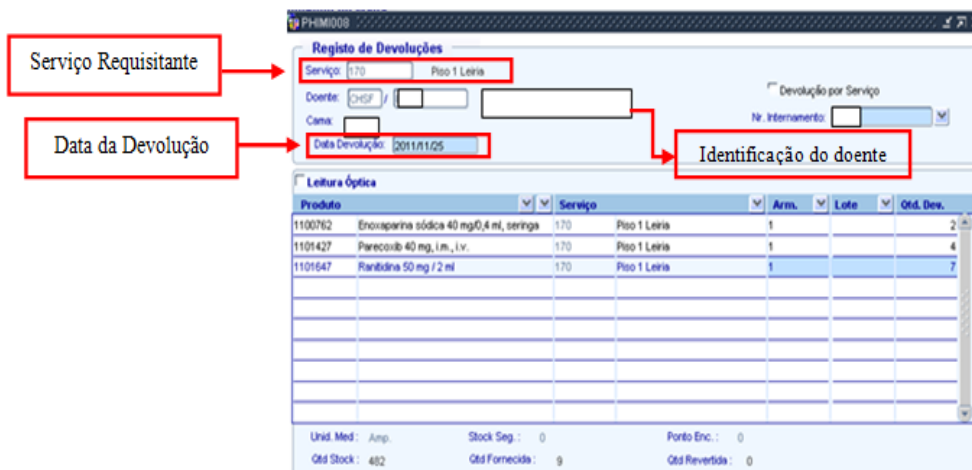 PHIMI008
Registo de Devoluções
Serviço Requisitante
Serviço: 170 Piso 1 Leiria
Doente: CHSF /
Devolução por Serviço
Cama:
Nr. Internamento:
Data da Devolução
Data Devolução: 2011/11/25
Identificação do doente
Leitura Óptica
Produto Serviço Arm. Lote Qtd. Dev.
1100762 Enoxaparina sódica 40 mg/0,4 ml, seringa 170 Piso 1 Leiria 1 2
1101427 Parecoxib 40 mg, i.m., i.v. 170 Piso 1 Leiria 1 4
1101647 Ranitidina 50 mg / 2 ml 170 Piso 1 Leiria 1 7
Unid. Med : Amp. Stock Seg. : 0 Ponto Enc. : 0
Qtd Stock : 482 Qtd Fornecida : 9 Qtd Revertida : 0